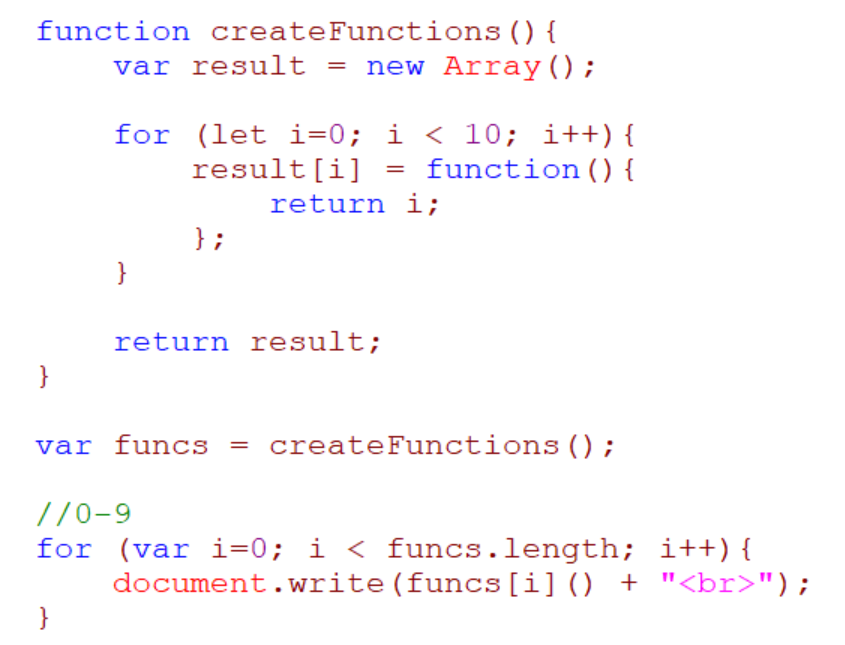 function createFunctions(){
    var result = new Array();

    for (let i=0; i < 10; i++){
        result[i] = function(){
            return i;
        };
    }

    return result;
}

var funcs = createFunctions();

//0-9
for (var i=0; i < funcs.length; i++){
    document.write(funcs[i]() + "<br>");
}